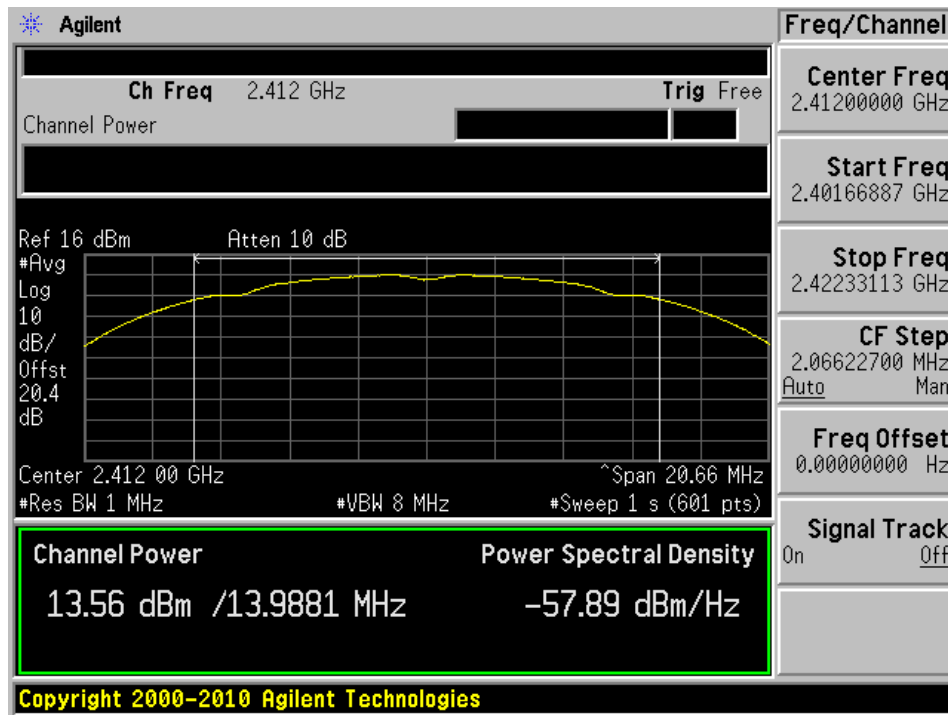 Agilent
Freq/Channel
Ch Freq 2.412 GHz Trig Free
Channel Power
Center Freq
2.41200000 GHz
Start Freq
2.40166887 GHz
Stop Freq
2.42233113 GHz
CF Step
2.06622700 MHz
Auto Man
Freq Offset
0.00000000 Hz
Signal Track
On Off
Ref 16 dBm Atten 10 dB
#Avg
Log
10
dB/
Offst
20.4
dB
Center 2.412 00 GHz ^Span 20.66 MHz
#Res BW 1 MHz #VBW 8 MHz #Sweep 1 s (601 pts)
Channel Power Power Spectral Density
13.56 dBm /13.9881 MHz -57.89 dBm/Hz
Copyright 2000-2010 Agilent Technologies